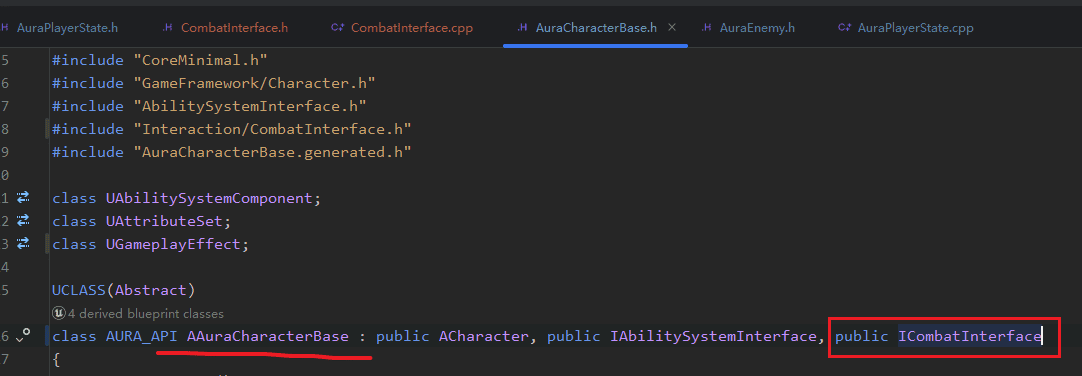 AuraPlayerState.h CombatInterface.h CombatInterface.cpp AuraCharacterBase.h AuraEnemy.h AuraPlayerState.cpp
5 #include "CoreMinimal.h"
6 #include "GameFramework/Character.h"
7 #include "AbilitySystemInterface.h"
8 #include "Interaction/CombatInterface.h"
9 #include "AuraCharacterBase.generated.h"
0
1 class UAbilitySystemComponent;
2 class UAttributeSet;
3 class UGameplayEffect;
4
5 UCLASS(Abstract)
4 derived blueprint classes
6 class AURA_API AAuraCharacterBase : public ACharacter, public IAbilitySystemInterface, public ICombatInterface
7 {